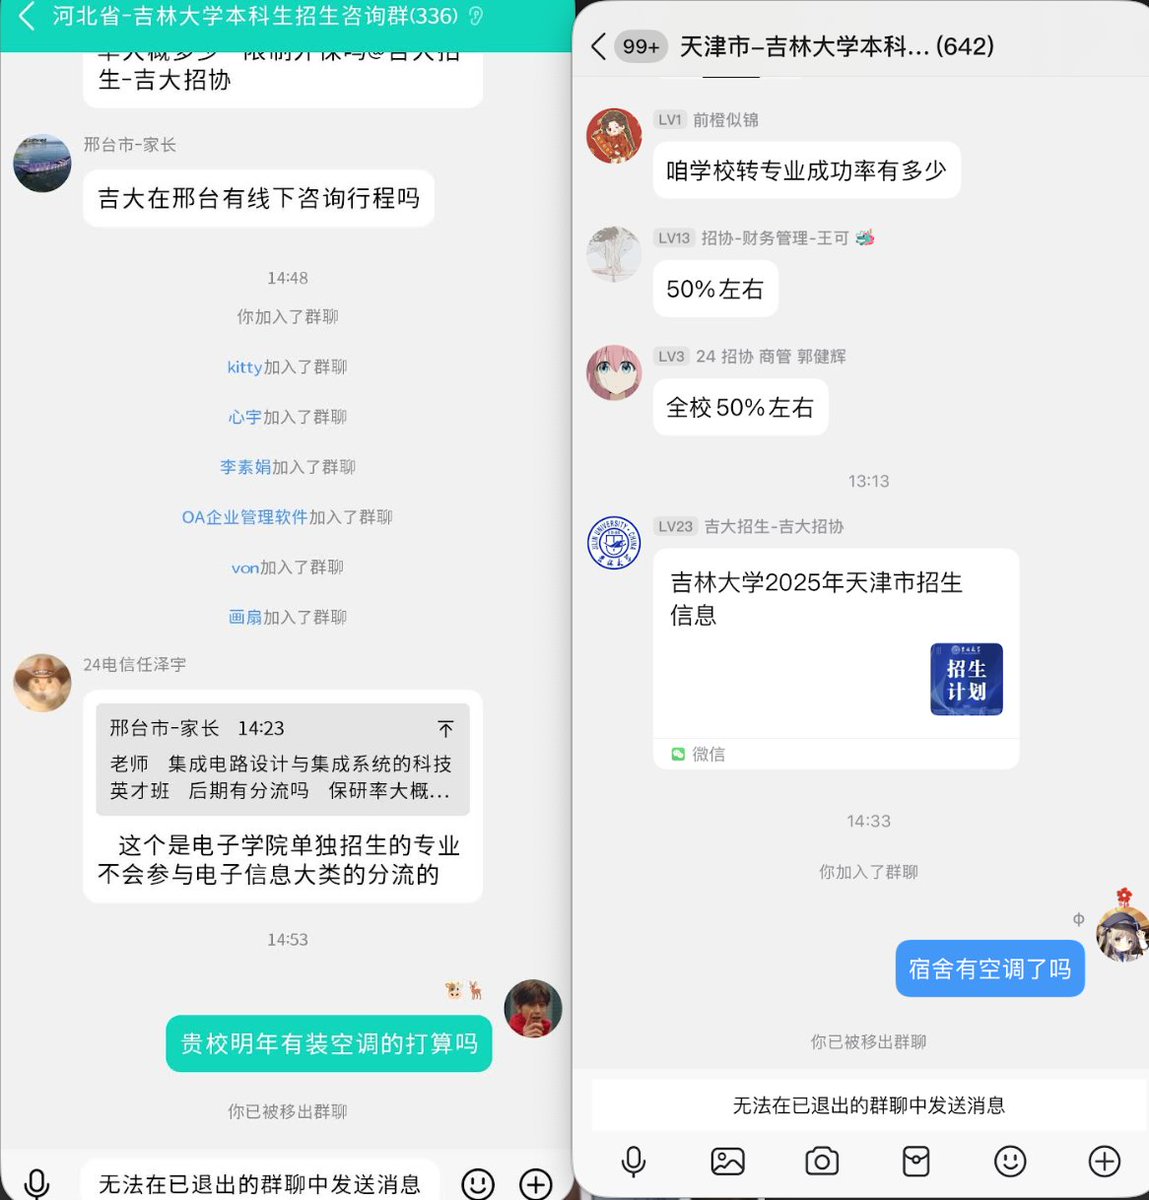 河北省-吉林大学本科生招生咨询群(336)
生-吉大招协
邢台市-家长
吉大在邢台有线下咨询行程吗
14:48
你加入了群聊
kitty加入了群聊
心宇加入了群聊
李素娟加入了群聊
OA企业管理软件加入了群聊
von加入了群聊
画扇加入了群聊
24电信任泽宇
邢台市-家长 14:23
老师 集成电路设计与集成系统的科技
英才班 后期有分流吗 保研率大概...
这个是电子学院单独招生的专业
不会参与电子信息大类的分流的
14:53
贵校明年有装空调的打算吗
你已被移出群聊
无法在已退出的群聊中发送消息
99+ 天津市-吉林大学本科... (642)
LV1 前橙似锦
咱学校转专业成功率有多少
LV13 招协-财务管理-王可
50%左右
LV3 24 招协 商管 郭健辉
全校50%左右
13:13
LV23 吉大招生-吉大招协
吉林大学2025年天津市招生
信息
招生
计划
微信
14:33
你加入了群聊
ф
宿舍有空调了吗
你已被移出群聊
无法在已退出的群聊中发送消息